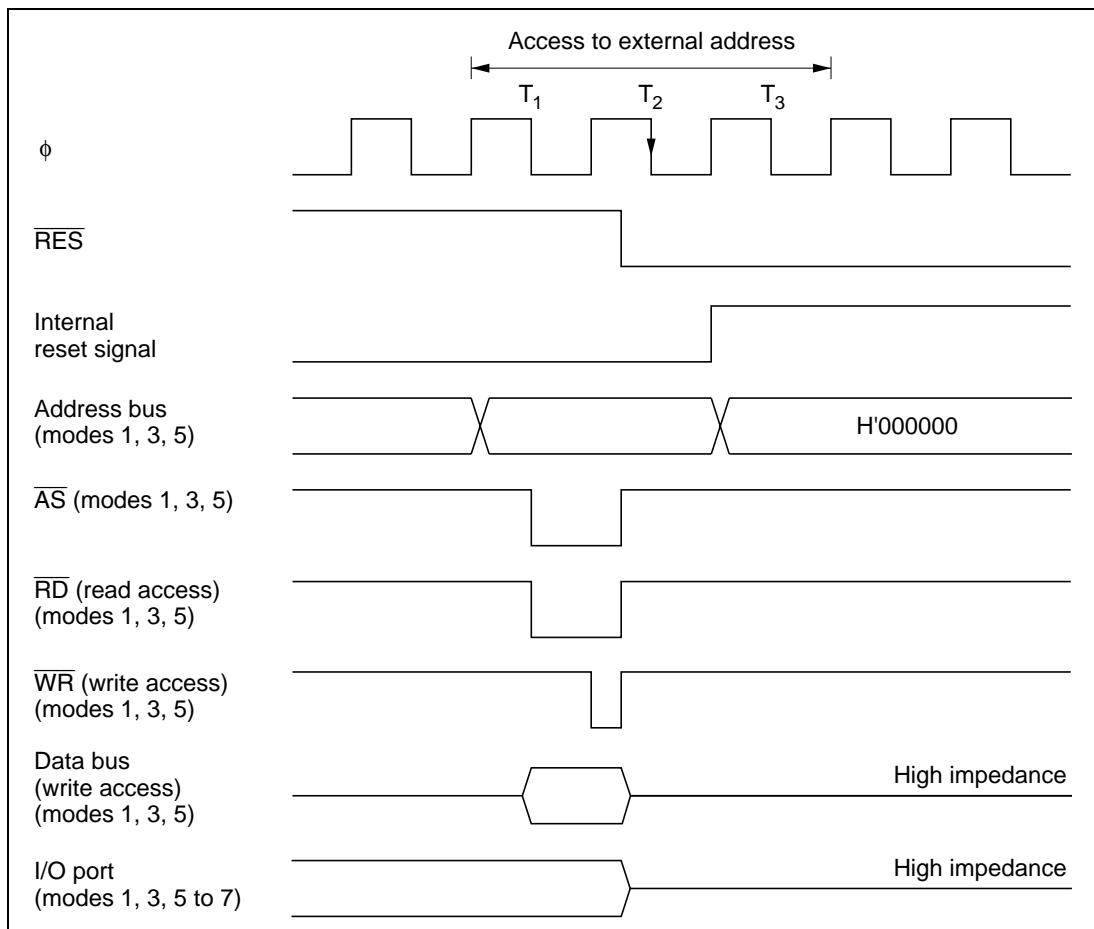 Access to external address
T1 T2 T3
φ
RES
Internal
reset signal
Address bus
(modes 1, 3, 5)
H'000000
AS (modes 1, 3, 5)
RD (read access)
(modes 1, 3, 5)
WR (write access)
(modes 1, 3, 5)
Data bus
(write access)
(modes 1, 3, 5)
High impedance
I/O port
(modes 1, 3, 5 to 7)
High impedance